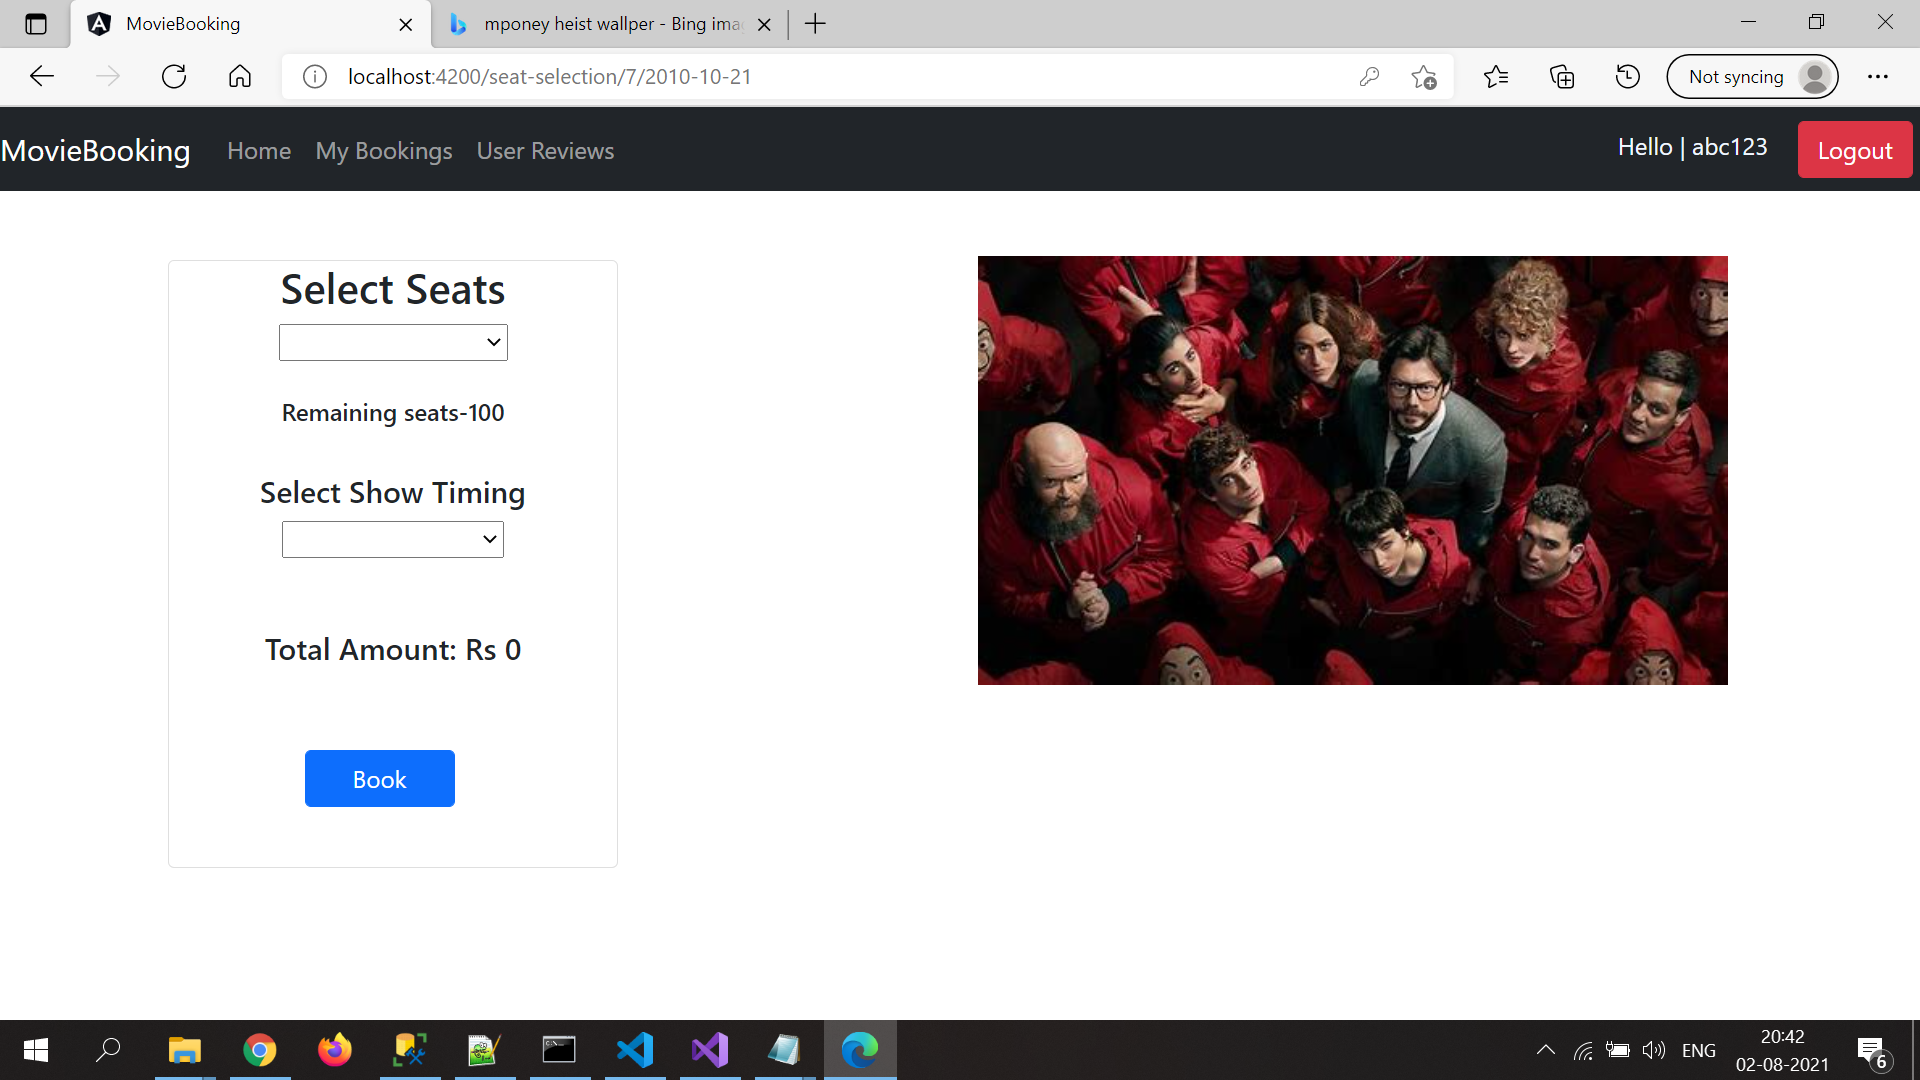 MovieBooking
mponey heist wallper - Bing ima
localhost:4200/seat-selection/7/2010-10-21
Not syncing
MovieBooking
Home
My Bookings
User Reviews
Hello | abc123
Logout
Select Seats
Remaining seats-100
Select Show Timing
Total Amount: Rs 0
Book
ENG
20:42
02-08-2021
6